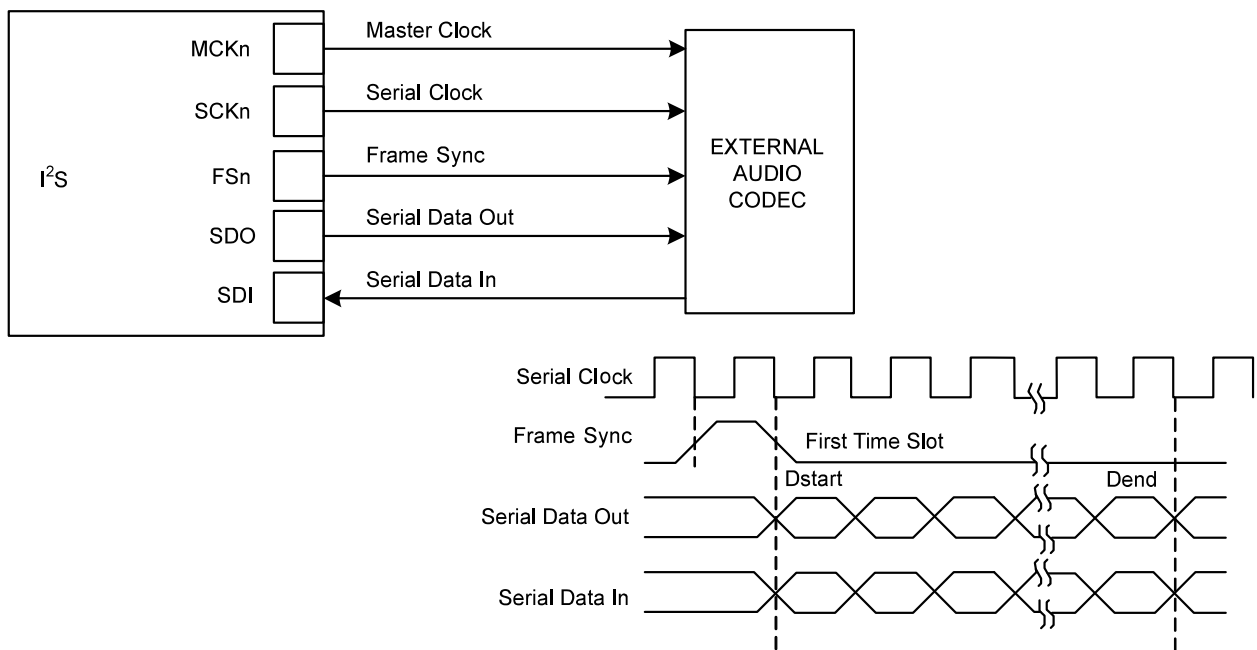 I²S
MCKn
SCKn
FSn
SDO
SDI
Master Clock
Serial Clock
Frame Sync
Serial Data Out
Serial Data In
EXTERNAL
AUDIO
CODEC
Serial Clock
Frame Sync
First Time Slot
Dstart
Dend
Serial Data Out
Serial Data In